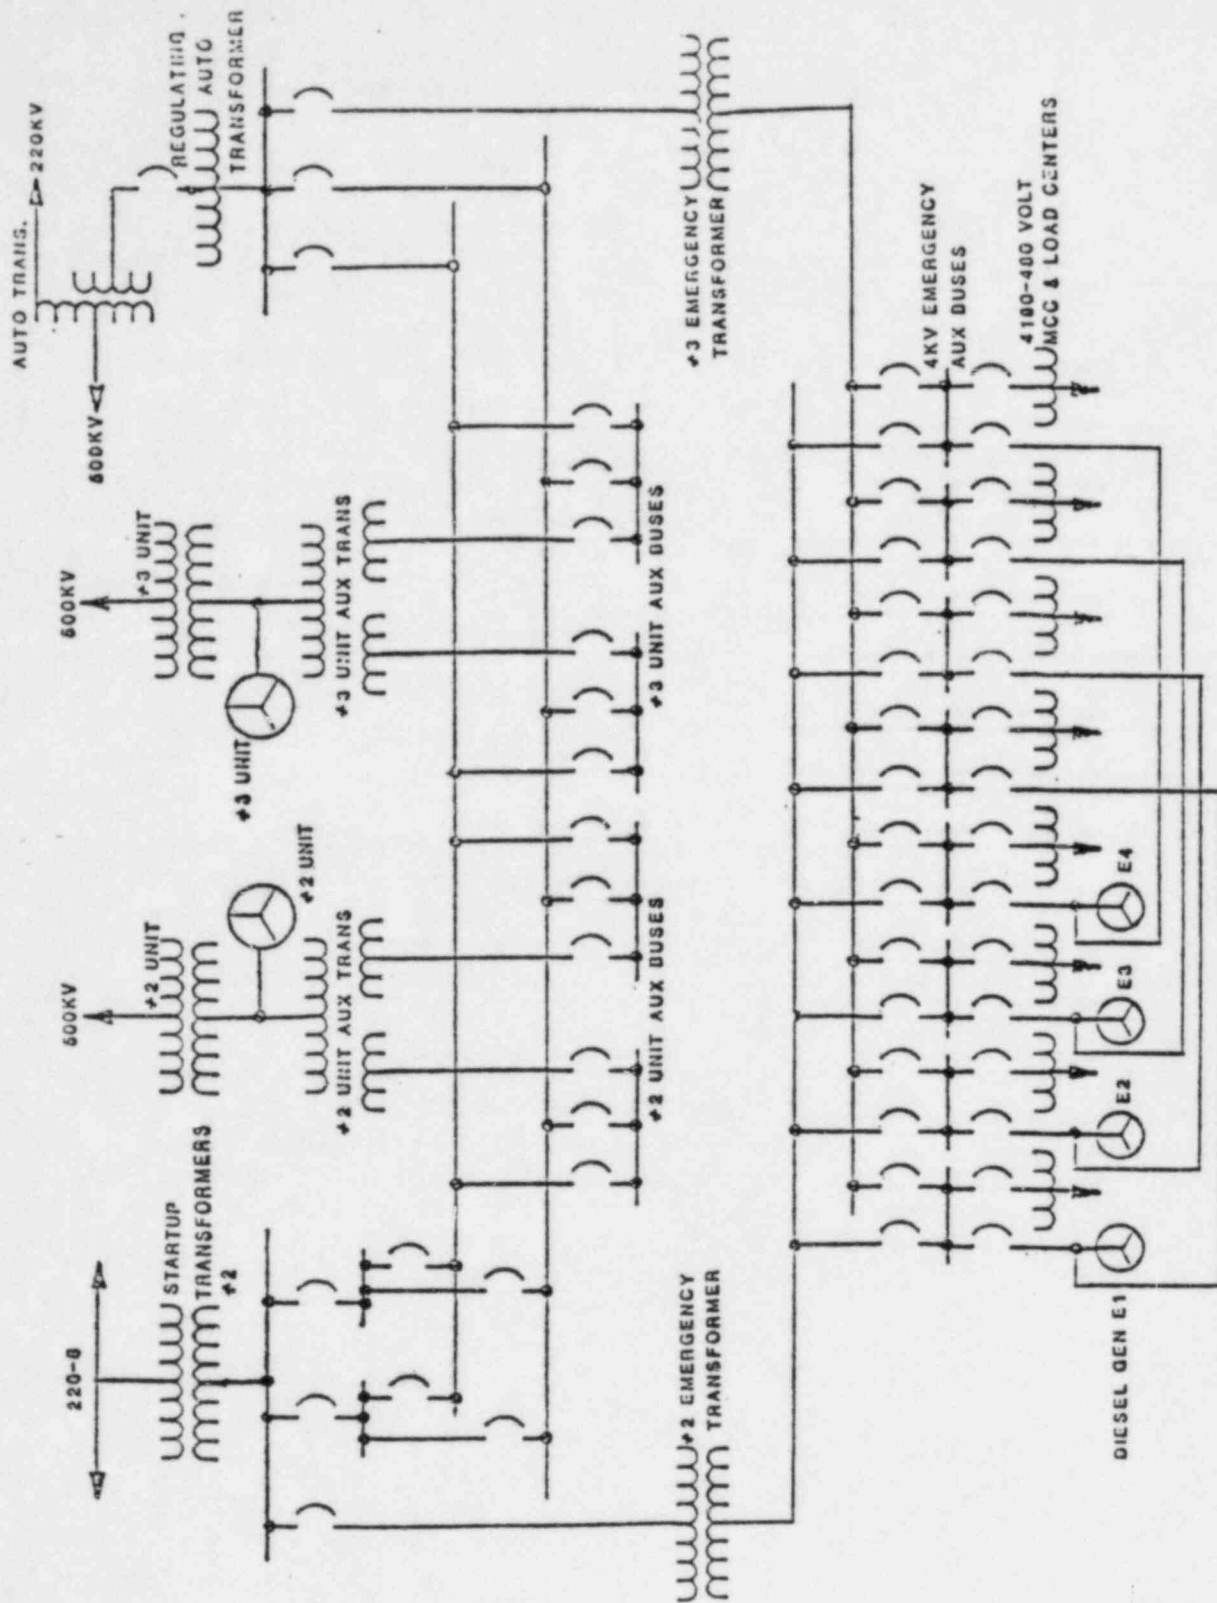 220-8
STARTUP
TRANSFORMERS
#2
500KV
#2 UNIT
#2 UNIT
#2 UNIT AUX TRANS
500KV
#3 UNIT
#3 UNIT
#3 UNIT AUX TRANS
AUTO TRANS.
500KV
220KV
REGULATING
AUTO
TRANSFORMER
#2 UNIT AUX BUSES
#3 UNIT AUX BUSES
#2 EMERGENCY
TRANSFORMER
#3 EMERGENCY
TRANSFORMER
4KV EMERGENCY
AUX BUSES
4160-480 VOLT
MCC & LOAD CENTERS
DIESEL GEN E1
E2
E3
E4